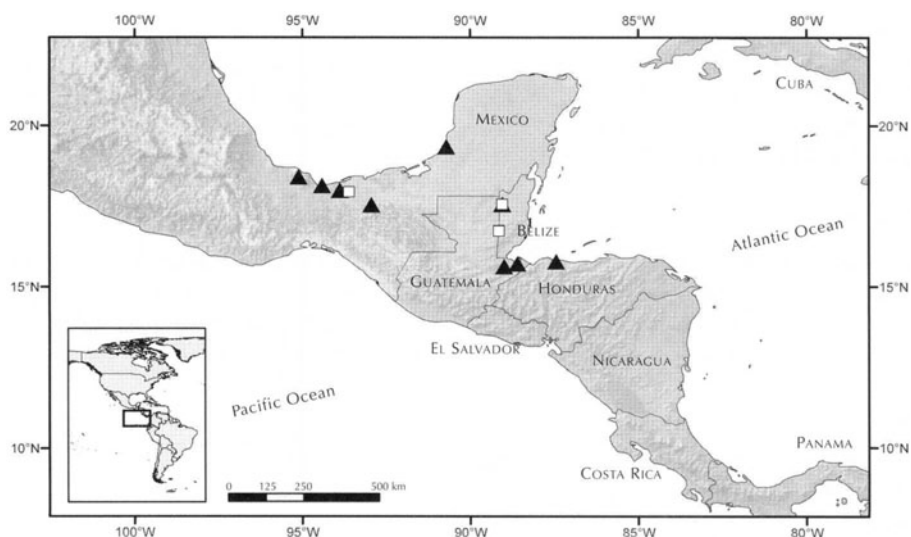 100°W 95°W 90°W 85°W 80°W
CUBA
20°N MEXICO 20°N
BELIZE
Atlantic Ocean
15°N GUATEMALA HONDURAS 15°N
EL SALVADOR
NICARAGUA
Pacific Ocean
10°N PANAMA 10°N
COSTA RICA
0 125 250 500 km
100°W 95°W 90°W 85°W 80°W